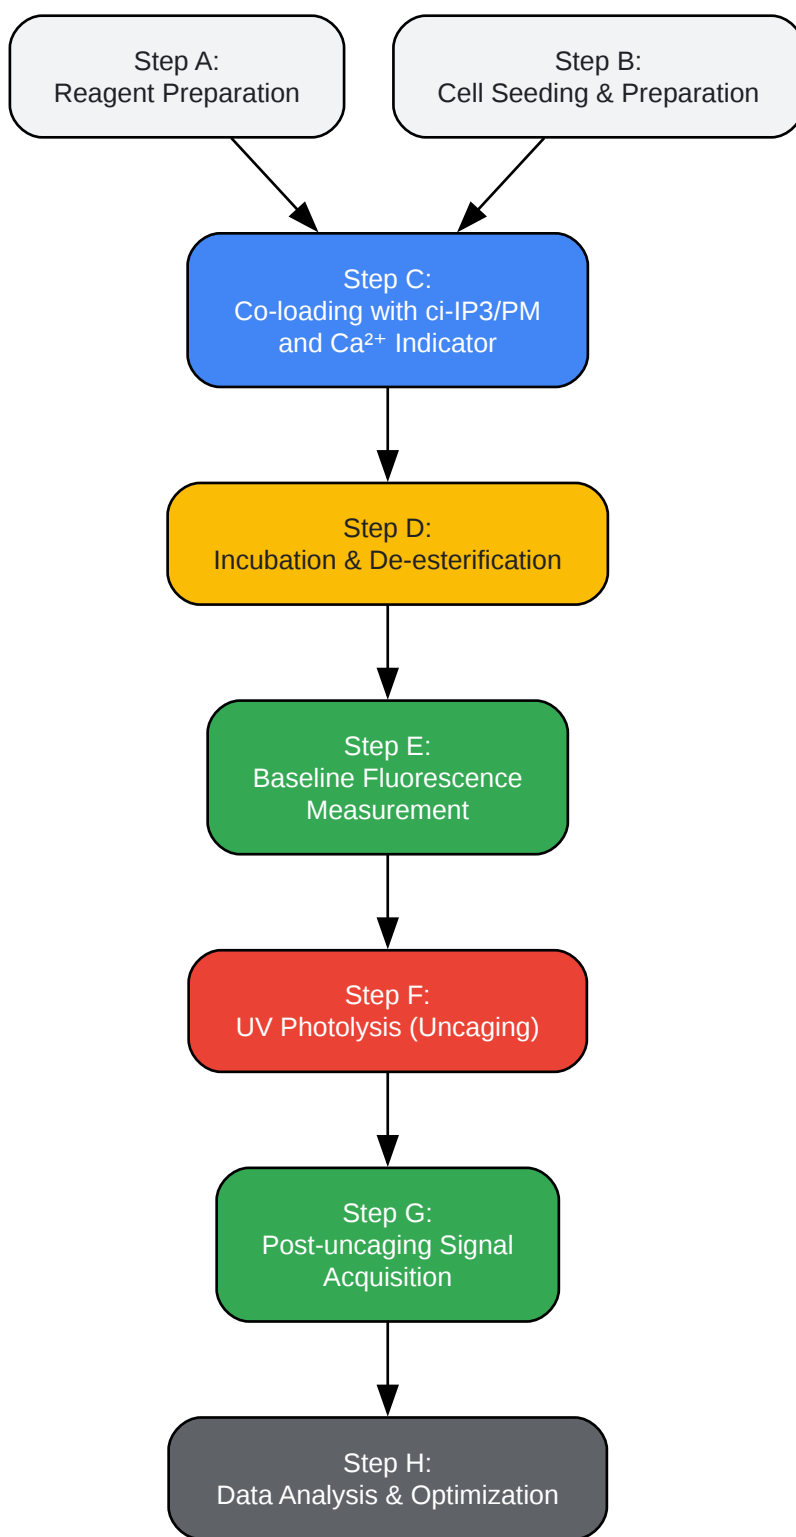 Step A:
Reagent Preparation
Step B:
Cell Seeding & Preparation
Step C:
Co-loading with ci-IP3/PM
and Ca²⁺ Indicator
Step D:
Incubation & De-esterification
Step E:
Baseline Fluorescence
Measurement
Step F:
UV Photolysis (Uncaging)
Step G:
Post-uncaging Signal
Acquisition
Step H:
Data Analysis & Optimization